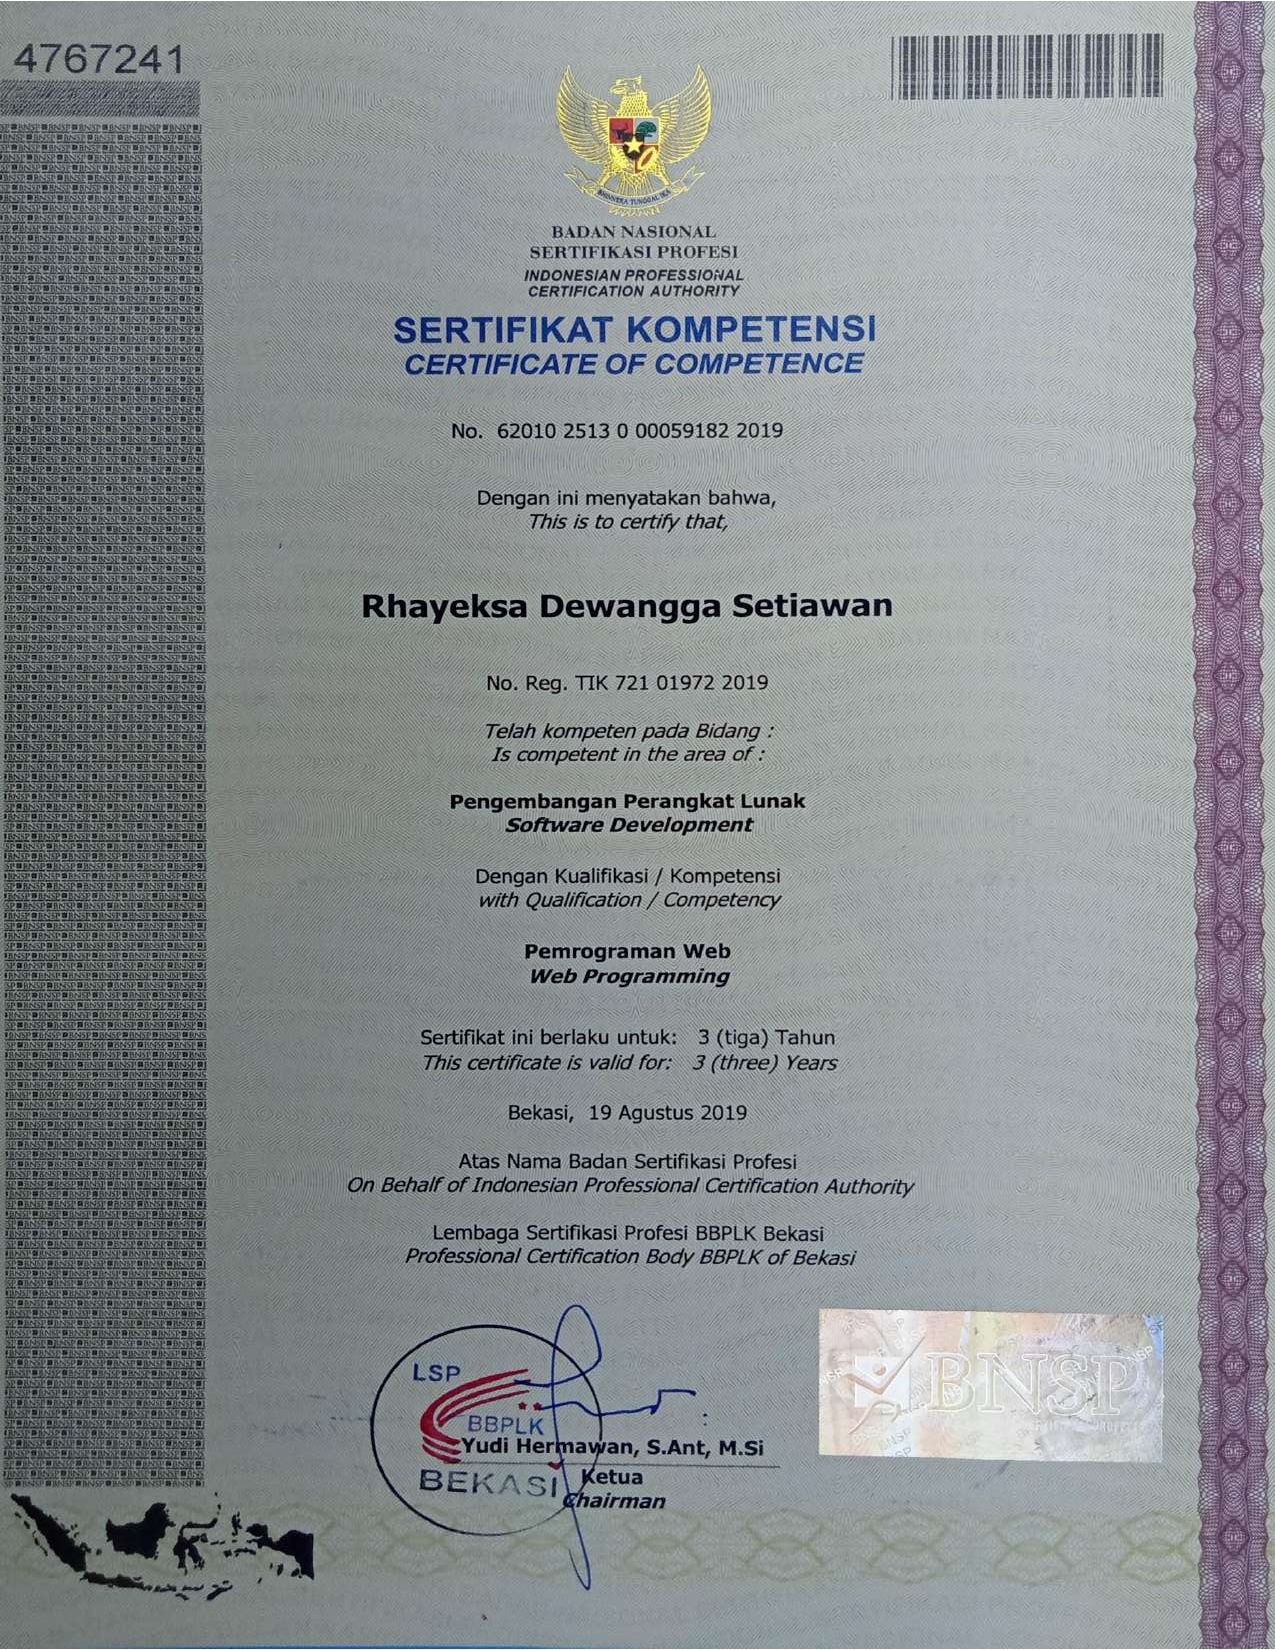 4767241
BHINNEKA TUNGGAL IKA
BADAN NASIONAL
SERTIFIKASI PROFESI
INDONESIAN PROFESSIONAL
CERTIFICATION AUTHORITY
SERTIFIKAT KOMPETENSI
CERTIFICATE OF COMPETENCE
No. 62010 2513 0 00059182 2019
Dengan ini menyatakan bahwa,
This is to certify that,
Rhayeksa Dewangga Setiawan
No. Reg. TIK 721 01972 2019
Telah kompeten pada Bidang :
Is competent in the area of :
Pengembangan Perangkat Lunak
Software Development
Dengan Kualifikasi / Kompetensi
with Qualification / Competency
Pemrograman Web
Web Programming
Sertifikat ini berlaku untuk: 3 (tiga) Tahun
This certificate is valid for: 3 (three) Years
Bekasi, 19 Agustus 2019
Atas Nama Badan Sertifikasi Profesi
On Behalf of Indonesian Professional Certification Authority
Lembaga Sertifikasi Profesi BBPLK Bekasi
Professional Certification Body BBPLK of Bekasi
LSP
BBPLK
BEKASI
Yudi Hermawan, S.Ant, M.Si
Ketua
Chairman
BNSP